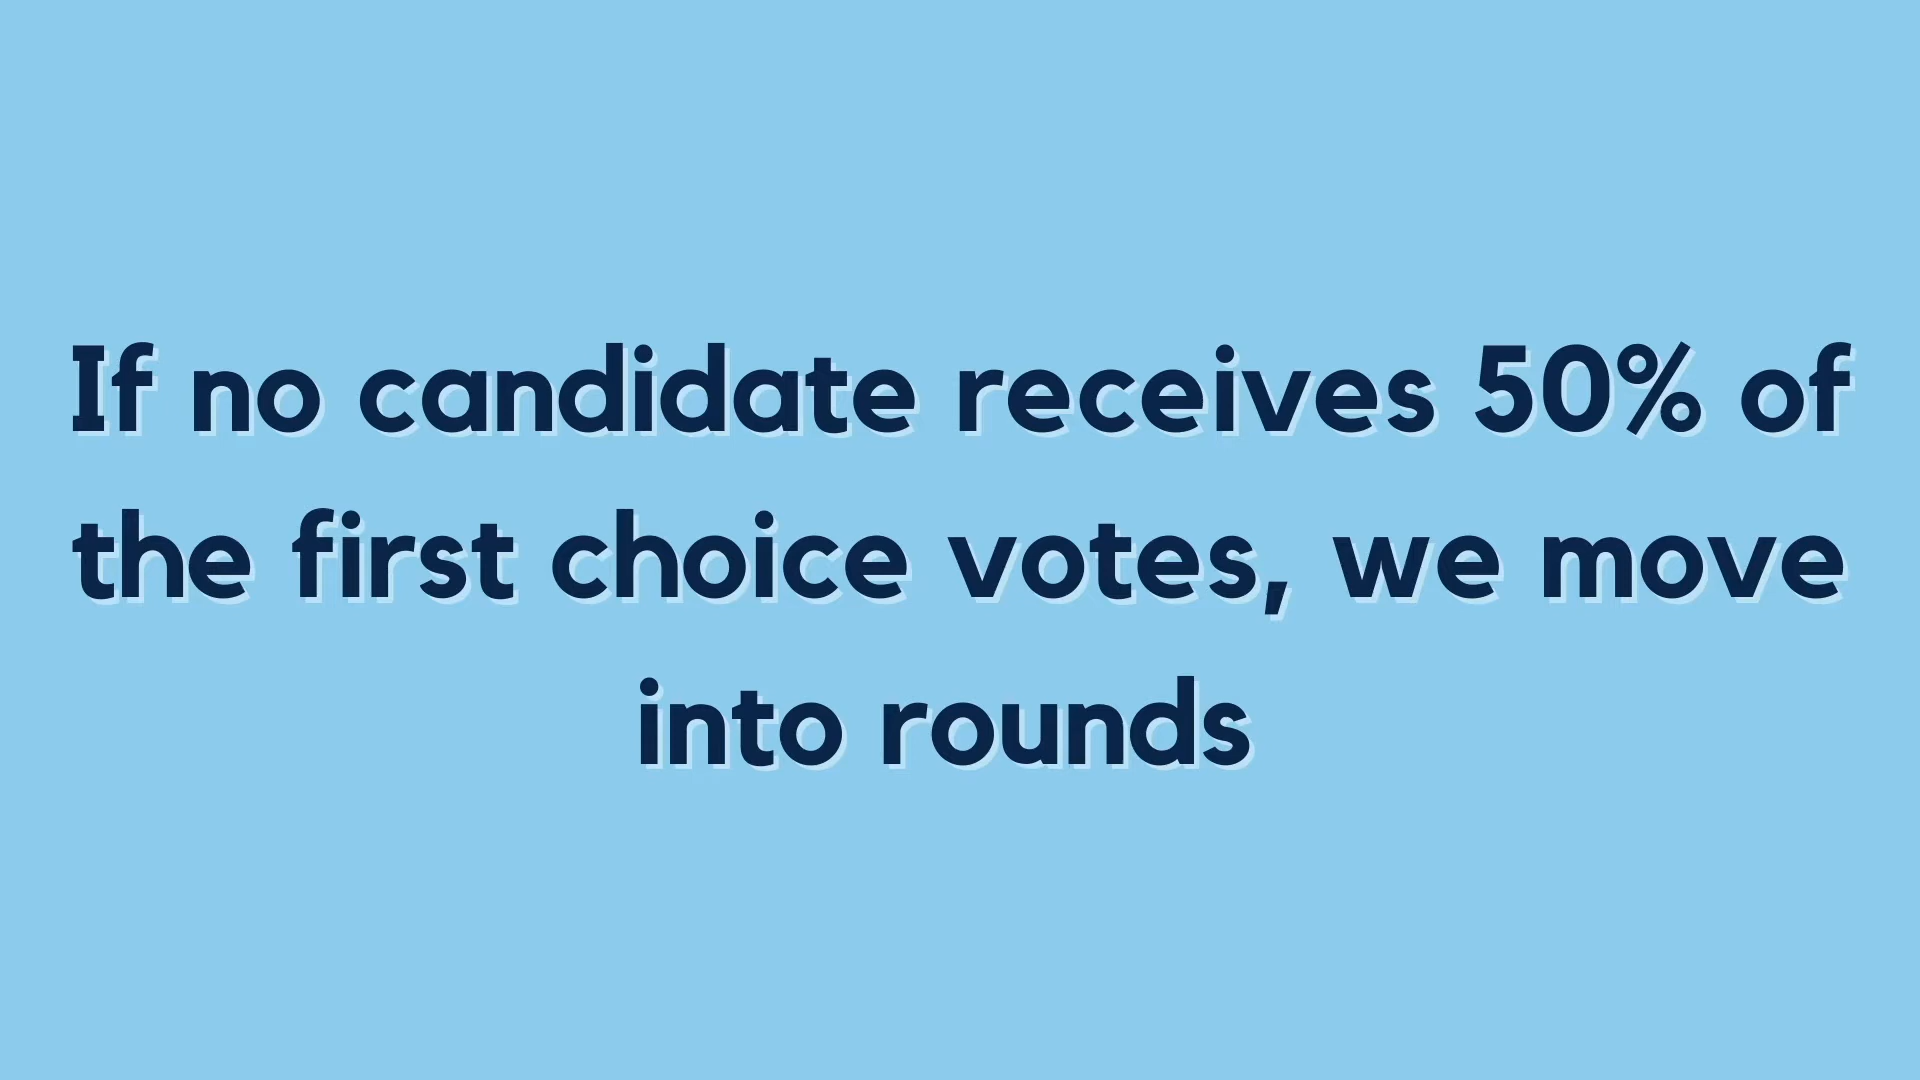 If no candidate receives 50% of
the first choice votes, we move
into rounds